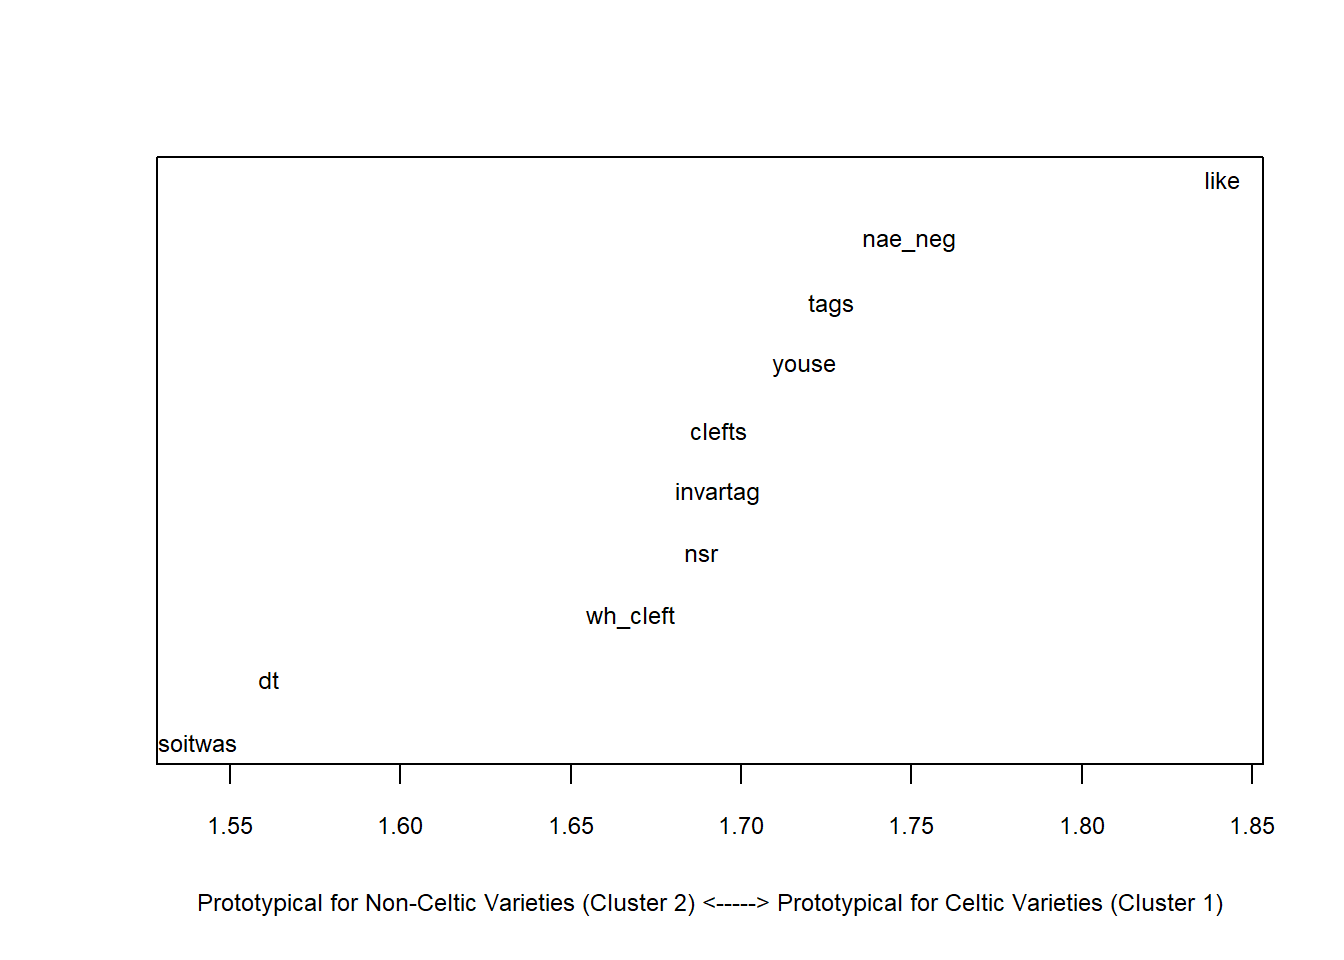 like
nae_neg
tags
youse
clefts
invartag
nsr
wh_cleft
dt
soitwas
1.55 1.60 1.65 1.70 1.75 1.80 1.85
Prototypical for Non-Celtic Varieties (Cluster 2) <-----> Prototypical for Celtic Varieties (Cluster 1)